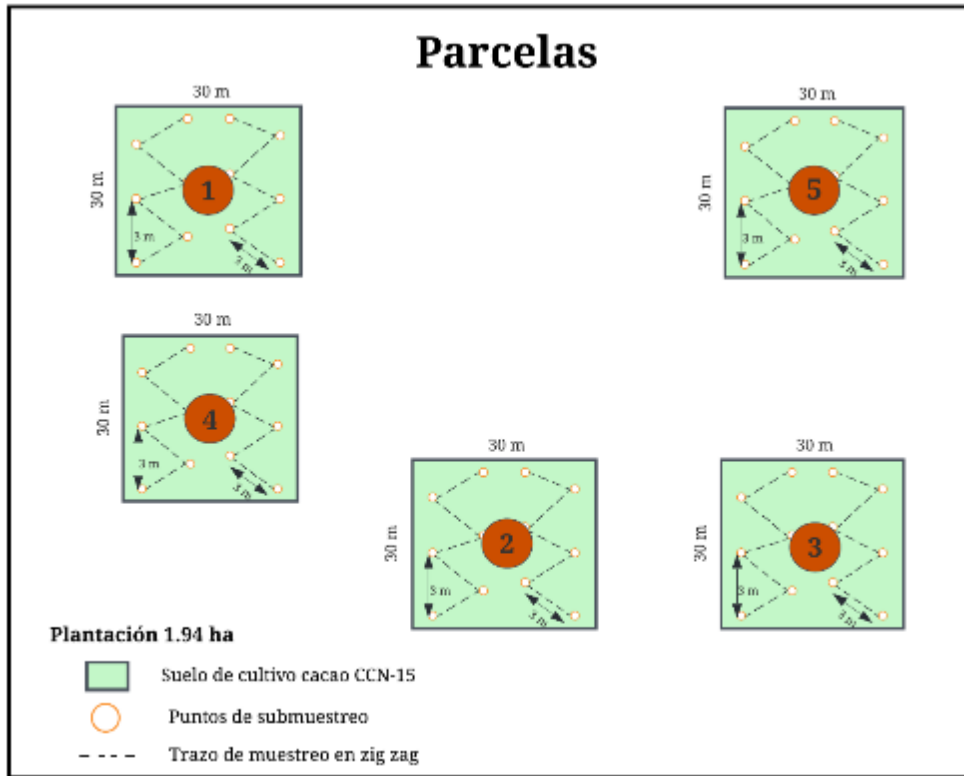 Parcelas
30 m
30 m
1
3 m
3 m
30 m
30 m
5
3 m
3 m
30 m
30 m
4
3 m
3 m
30 m
30 m
2
3 m
3 m
30 m
30 m
3
3 m
3 m
Plantación 1.94 ha
Suelo de cultivo cacao CCN-15
Puntos de submuestreo
Trazo de muestreo en zig zag